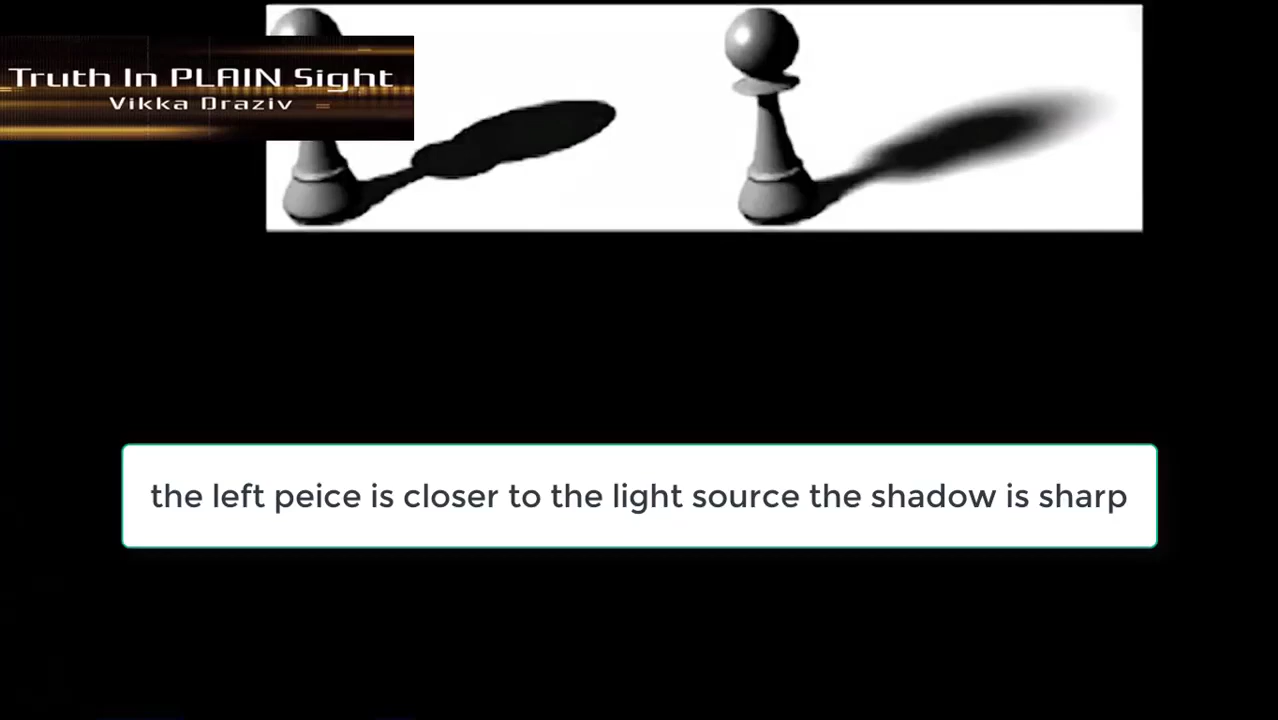 Truth In PLAIN Sight
Vikka Draziv
the left peice is closer to the light source the shadow is sharp